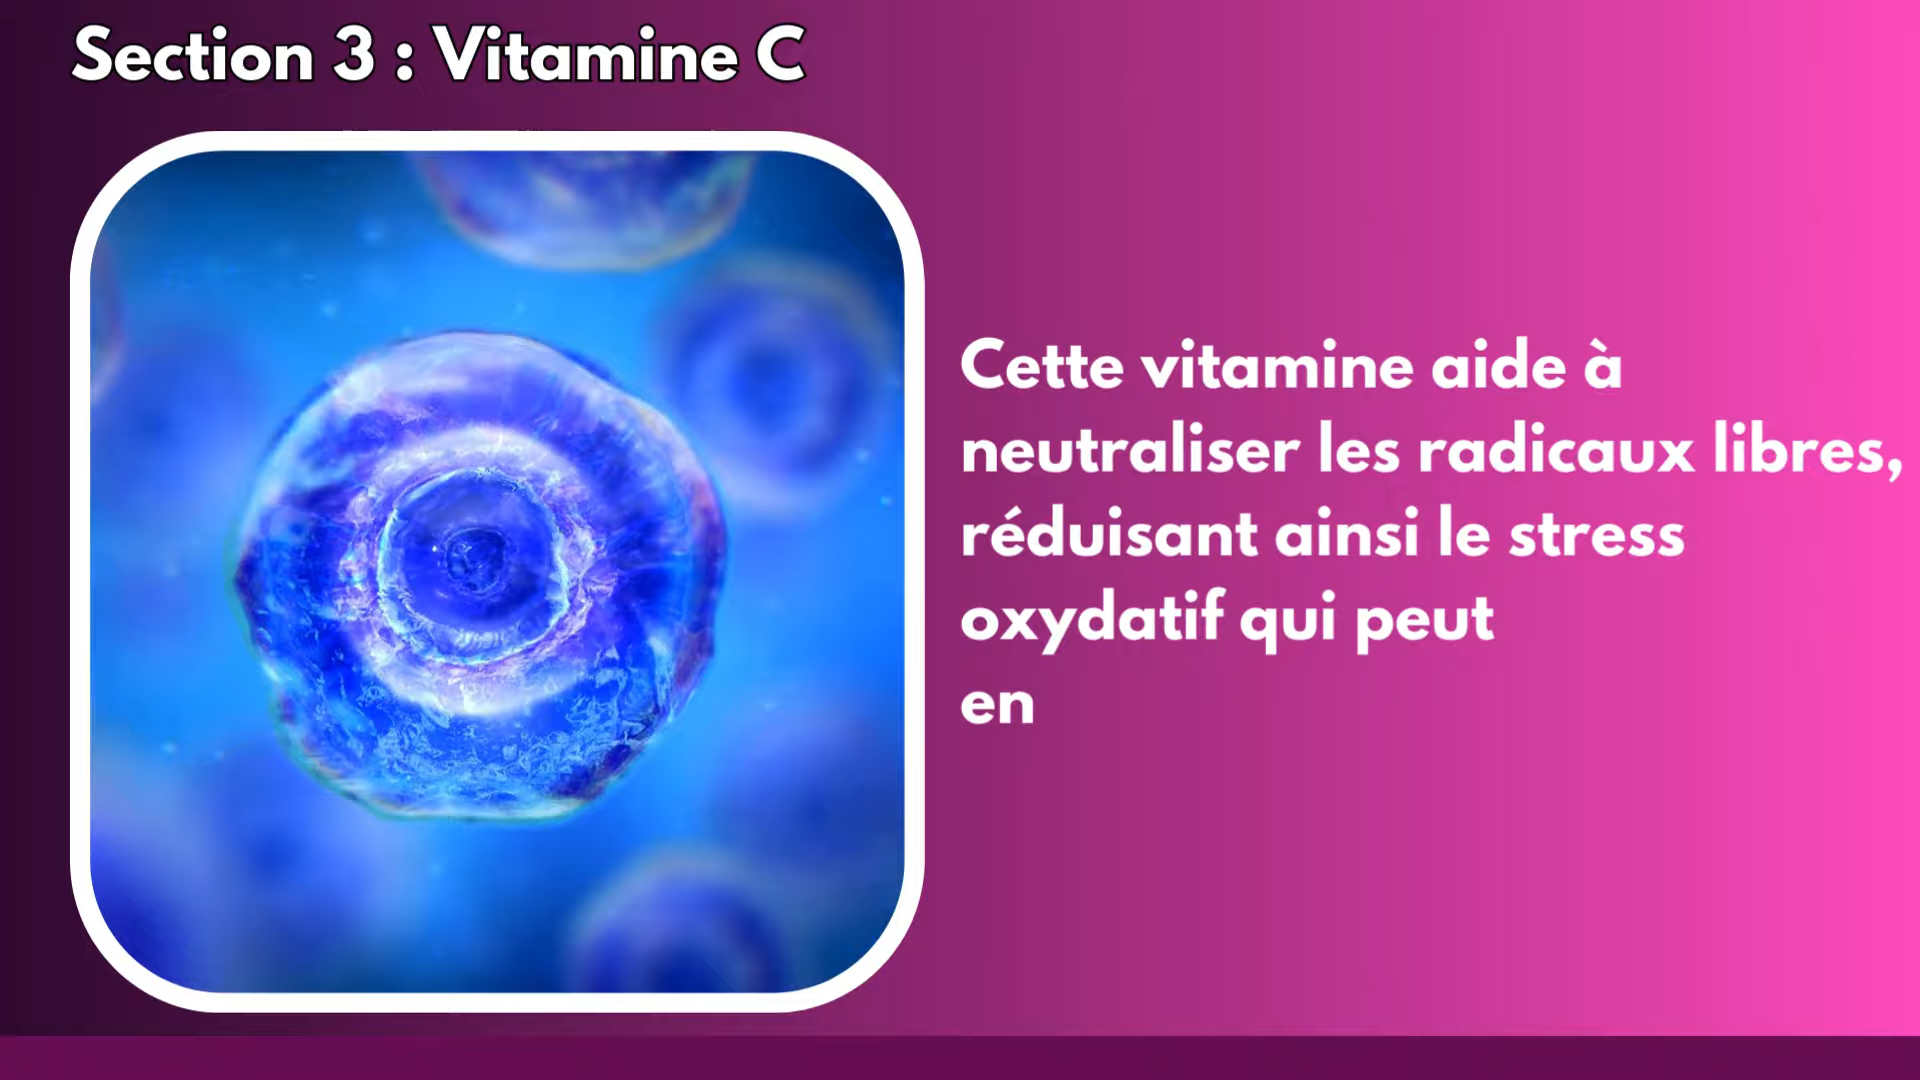 Section 3 : Vitamine C
Cette vitamine aide à
neutraliser les radicaux libres,
réduisant ainsi le stress
oxydatif qui peut
en